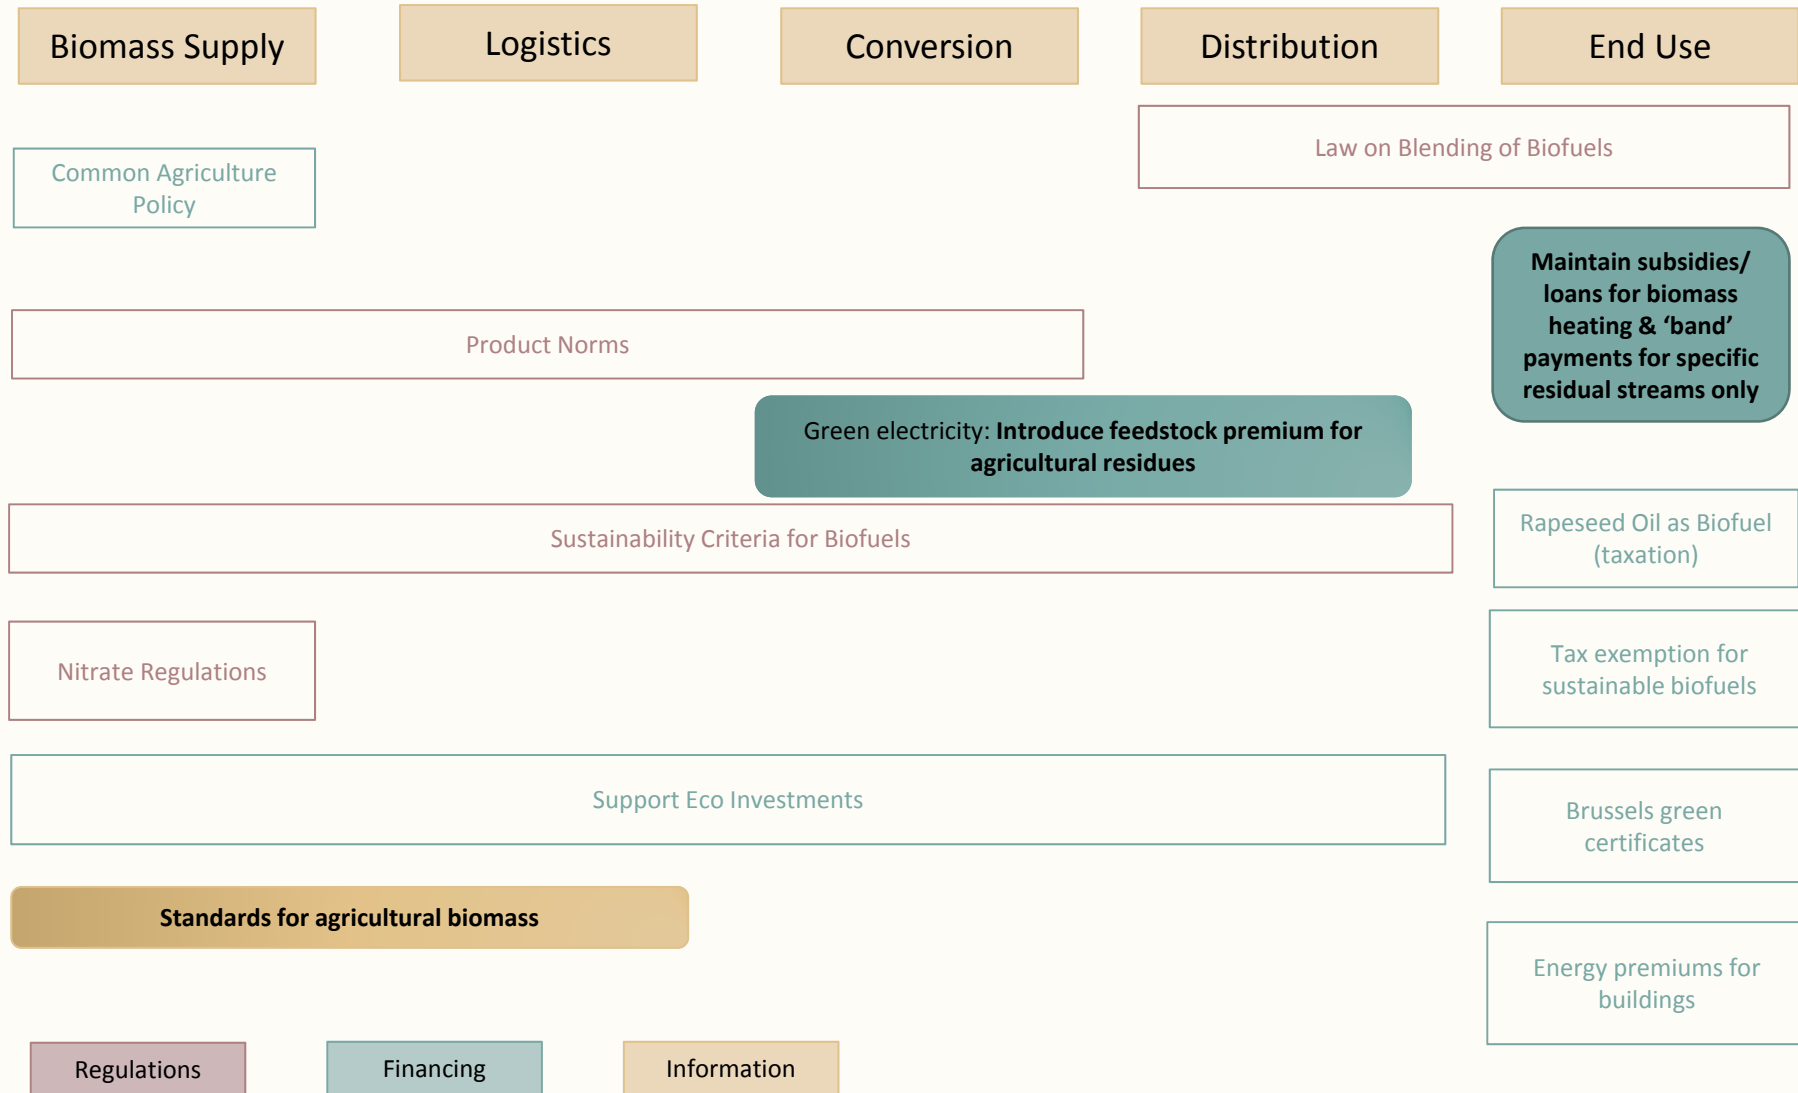 Biomass Supply
Logistics
Conversion
Distribution
End Use
Law on Blending of Biofuels
Common Agriculture
Policy
Maintain subsidies/
loans for biomass
heating & ‘band’
payments for specific
residual streams only
Product Norms
Green electricity: Introduce feedstock premium for
agricultural residues
Sustainability Criteria for Biofuels
Rapeseed Oil as Biofuel
(taxation)
Nitrate Regulations
Tax exemption for
sustainable biofuels
Support Eco Investments
Brussels green
certificates
Standards for agricultural biomass
Energy premiums for
buildings
Regulations
Financing
Information